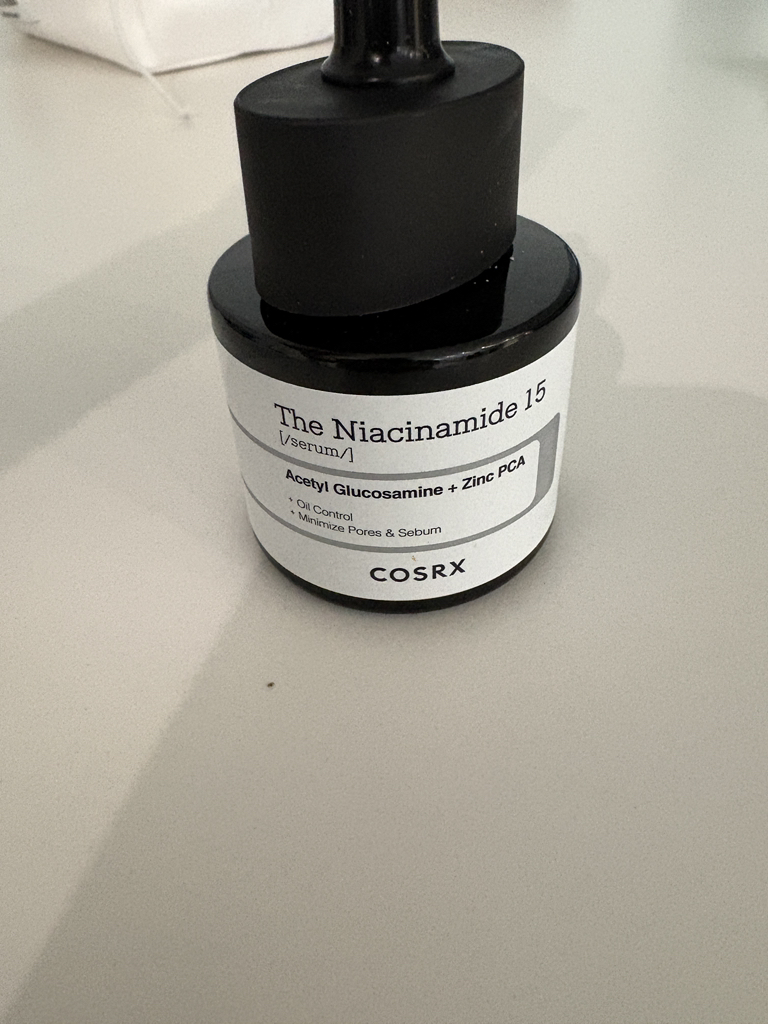 The Niacinamide 15
[/serum/]
Acetyl Glucosamine + Zinc PCA
+ Oil Control
+ Minimize Pores & Sebum
COSRX